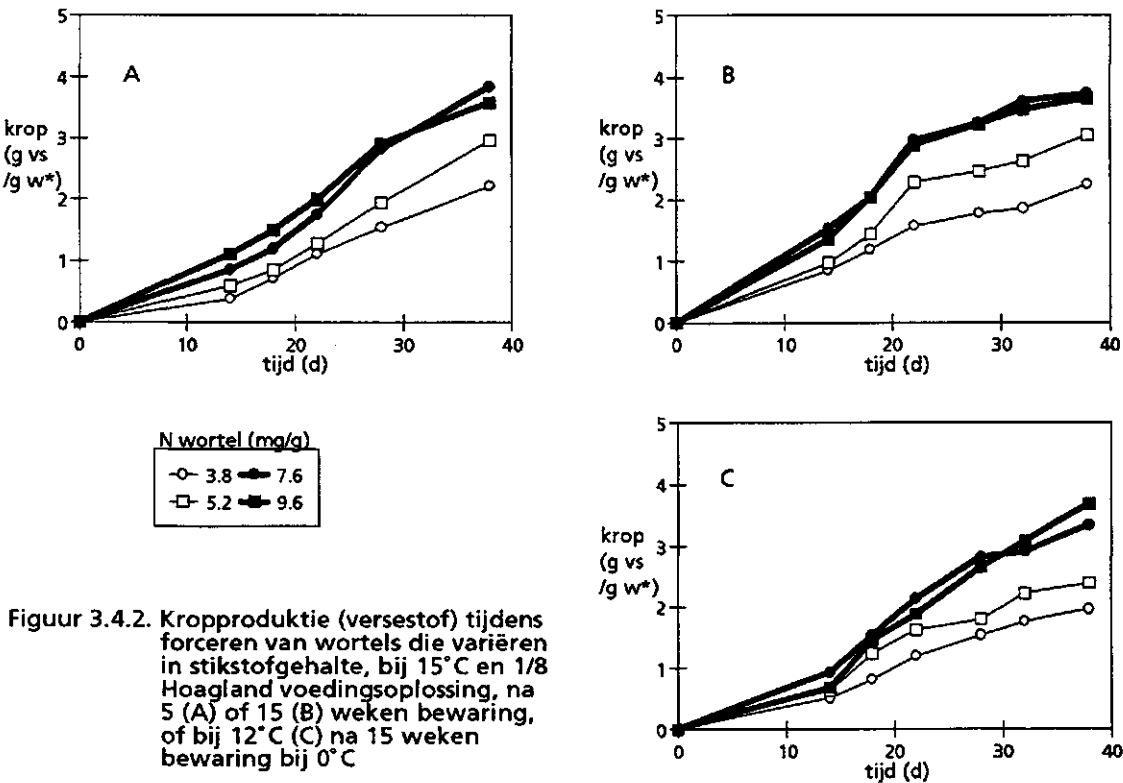 5
4
3
2
1
0
krop
(g vs
/g w*)
A
0
10
20
30
40
tijd (d)
5
4
3
2
1
0
krop
(g vs
/g w*)
B
0
10
20
30
40
tijd (d)
N wortel (mg/g)
3.8 7.6
5.2 9.6
5
4
3
2
1
0
krop
(g vs
/g w*)
C
0
10
20
30
40
tijd (d)
Figuur 3.4.2. Kropproduktie (versestof) tijdens
forceren van wortels die variëren
in stikstofgehalte, bij 15°C en 1/8
Hoagland voedingsoplossing, na
5 (A) of 15 (B) weken bewaring,
of bij 12°C (C) na 15 weken
bewaring bij 0°C